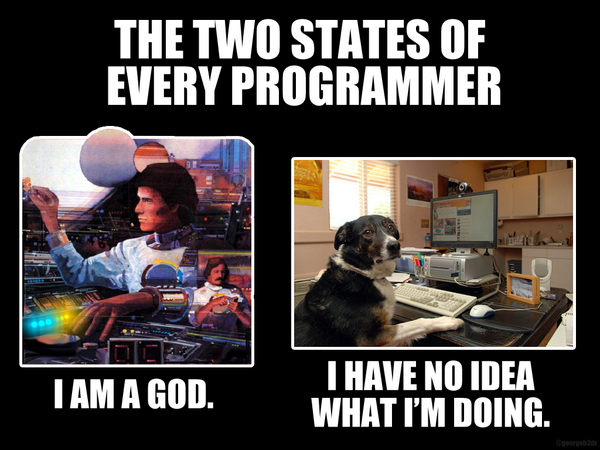 THE TWO STATES OF
EVERY PROGRAMMER
I AM A GOD.
I HAVE NO IDEA
WHAT I'M DOING.